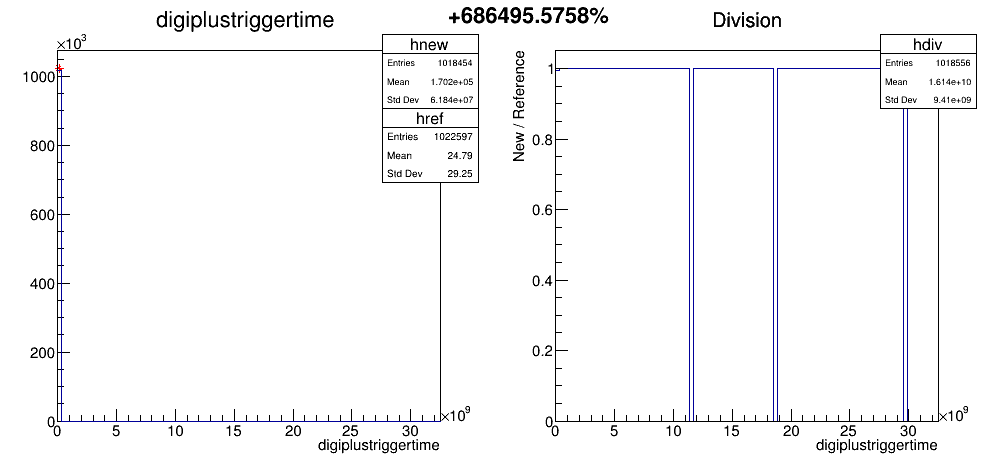 +686495.5758%
digiplustriggertime
×10³
1000
800
600
400
200
0
0 5 10 15 20 25 30
×10⁹
digiplustriggertime
hnew
Entries 1018454
Mean 1.702e+05
Std Dev 6.184e+07
href
Entries 1022597
Mean 24.79
Std Dev 29.25
Division
New / Reference
1
0.8
0.6
0.4
0.2
0
0 5 10 15 20 25 30
×10⁹
digiplustriggertime
hdiv
Entries 1018556
Mean 1.614e+10
Std Dev 9.41e+09